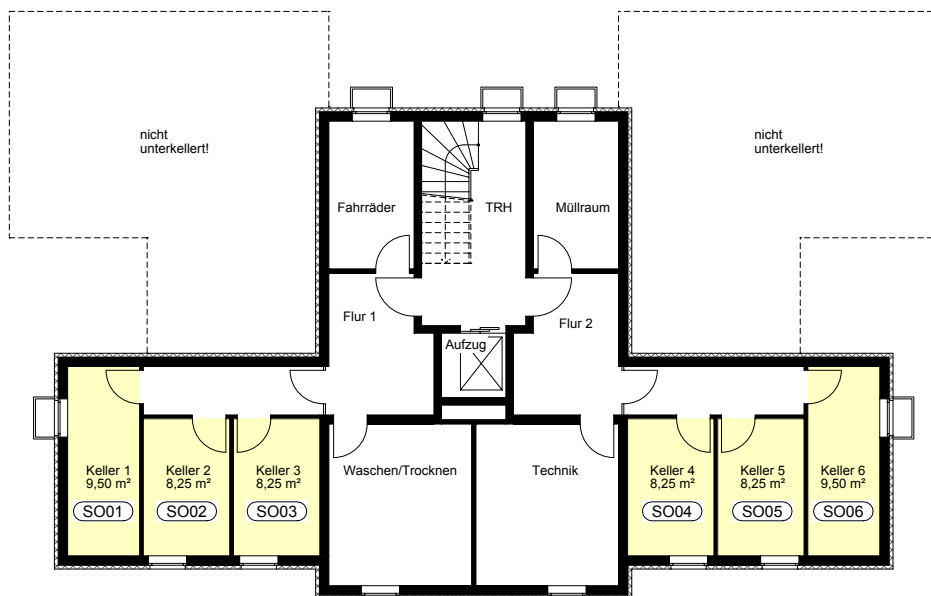 nicht
unterkellert!
nicht
unterkellert!
Fahrräder
TRH
Müllraum
Flur 1
Flur 2
Aufzug
Keller 1
9,50 m²
SO01
Keller 2
8,25 m²
SO02
Keller 3
8,25 m²
SO03
Waschen/Trocknen
Technik
Keller 4
8,25 m²
SO04
Keller 5
8,25 m²
SO05
Keller 6
9,50 m²
SO06